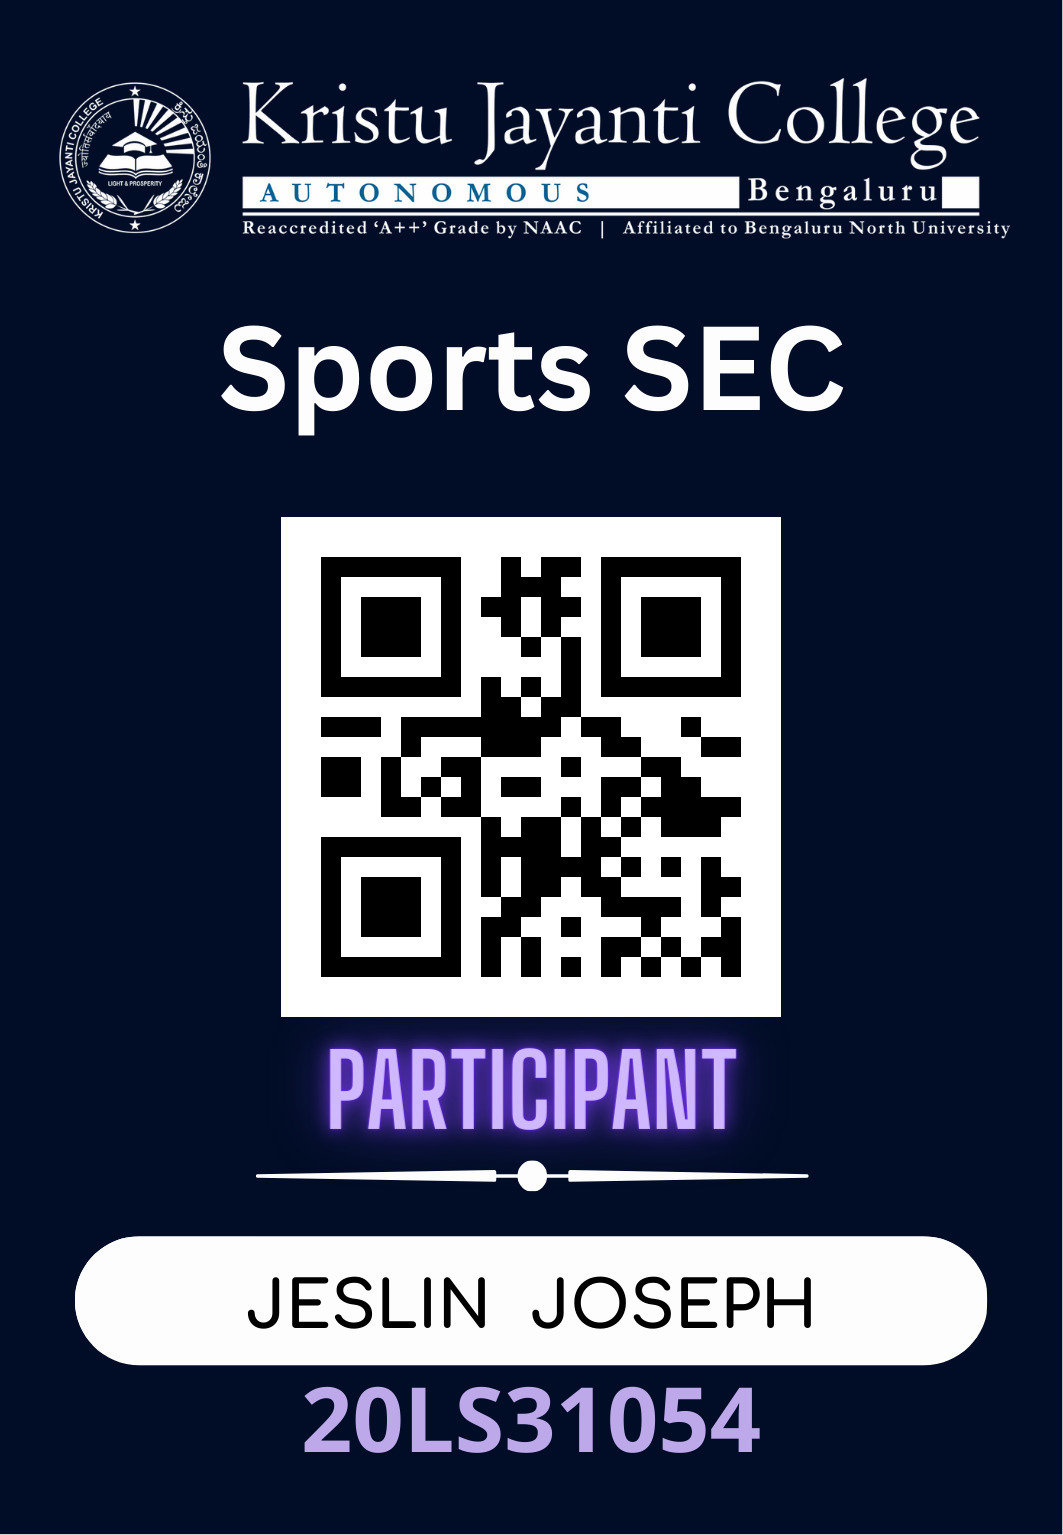 KRISTU JAYANTI COLLEGE
ಕ್ರಿಸ್ತು ಜಯಂತಿ ಕಾಲೇಜು
LIGHT & PROSPERITY
Kristu Jayanti College
AUTONOMOUS Bengaluru
Reaccredited ‘A++’ Grade by NAAC | Affiliated to Bengaluru North University
Sports SEC
PARTICIPANT
JESLIN JOSEPH
20LS31054